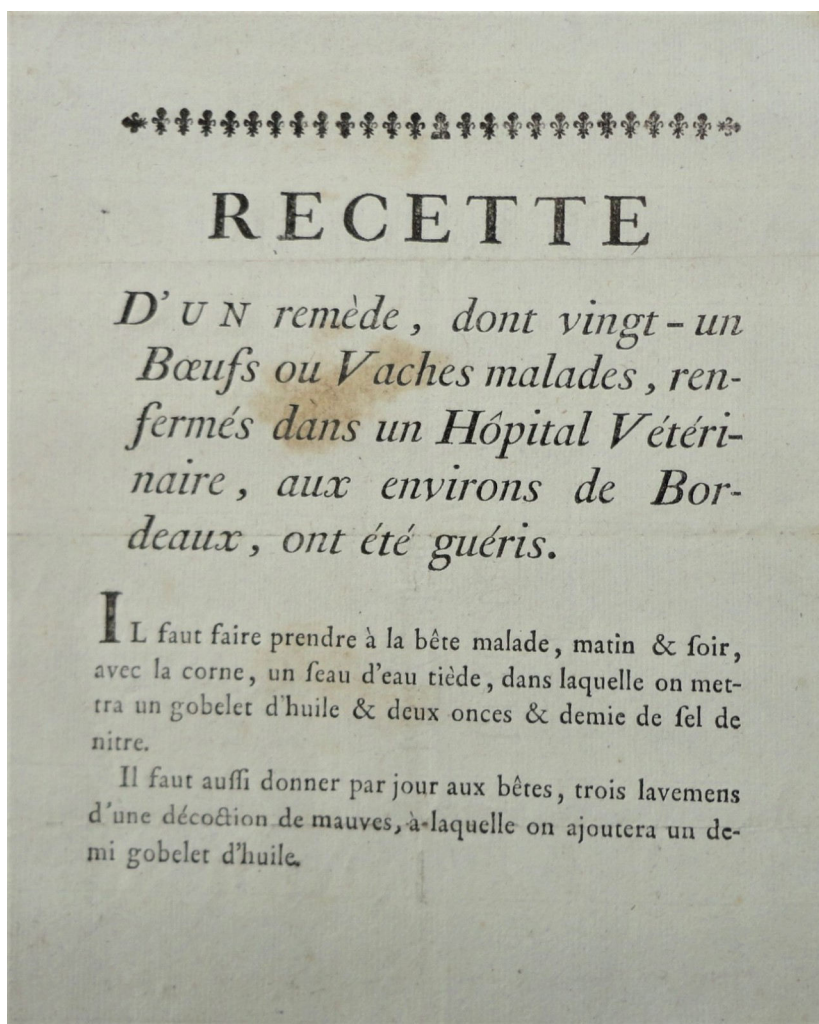 RECETTE
D'UN remède, dont vingt-un
Bœufs ou Vaches malades, ren-
fermés dans un Hôpital Vétéri-
naire, aux environs de Bor-
deaux, ont été guéris.
IL faut faire prendre à la bête malade, matin & ſoir,
avec la corne, un ſeau d'eau tiède, dans laquelle on met-
tra un gobelet d'huile & deux onces & demie de ſel de
nitre.
Il faut auſſi donner par jour aux bêtes, trois lavemens
d'une décoction de mauves, à-laquelle on ajoutera un de-
mi gobelet d'huile.